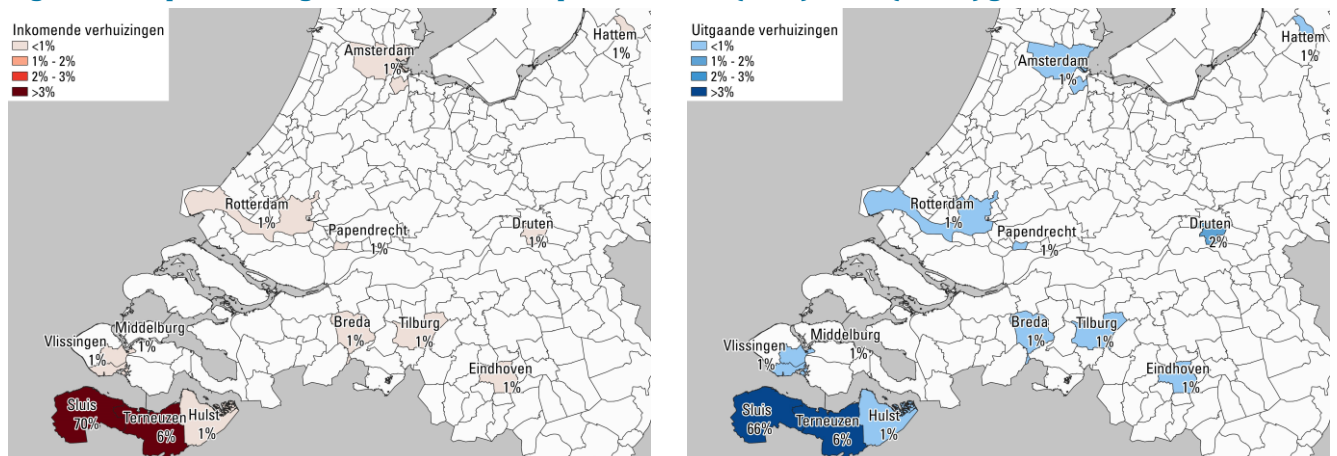 Inkomende verhuizingen
<1%
1% - 2%
2% - 3%
>3%
Amsterdam
1%
Hattem
1%
Rotterdam
1%
Papendrecht
1%
Druten
1%
Breda
1%
Tilburg
1%
Middelburg
1%
Vlissingen
1%
Eindhoven
1%
Sluis
70%
Terneuzen
6%
Hulst
1%
Uitgaande verhuizingen
<1%
1% - 2%
2% - 3%
>3%
Amsterdam
1%
Hattem
1%
Rotterdam
1%
Papendrecht
1%
Druten
2%
Breda
1%
Tilburg
1%
Middelburg
1%
Vlissingen
1%
Eindhoven
1%
Sluis
66%
Terneuzen
6%
Hulst
1%